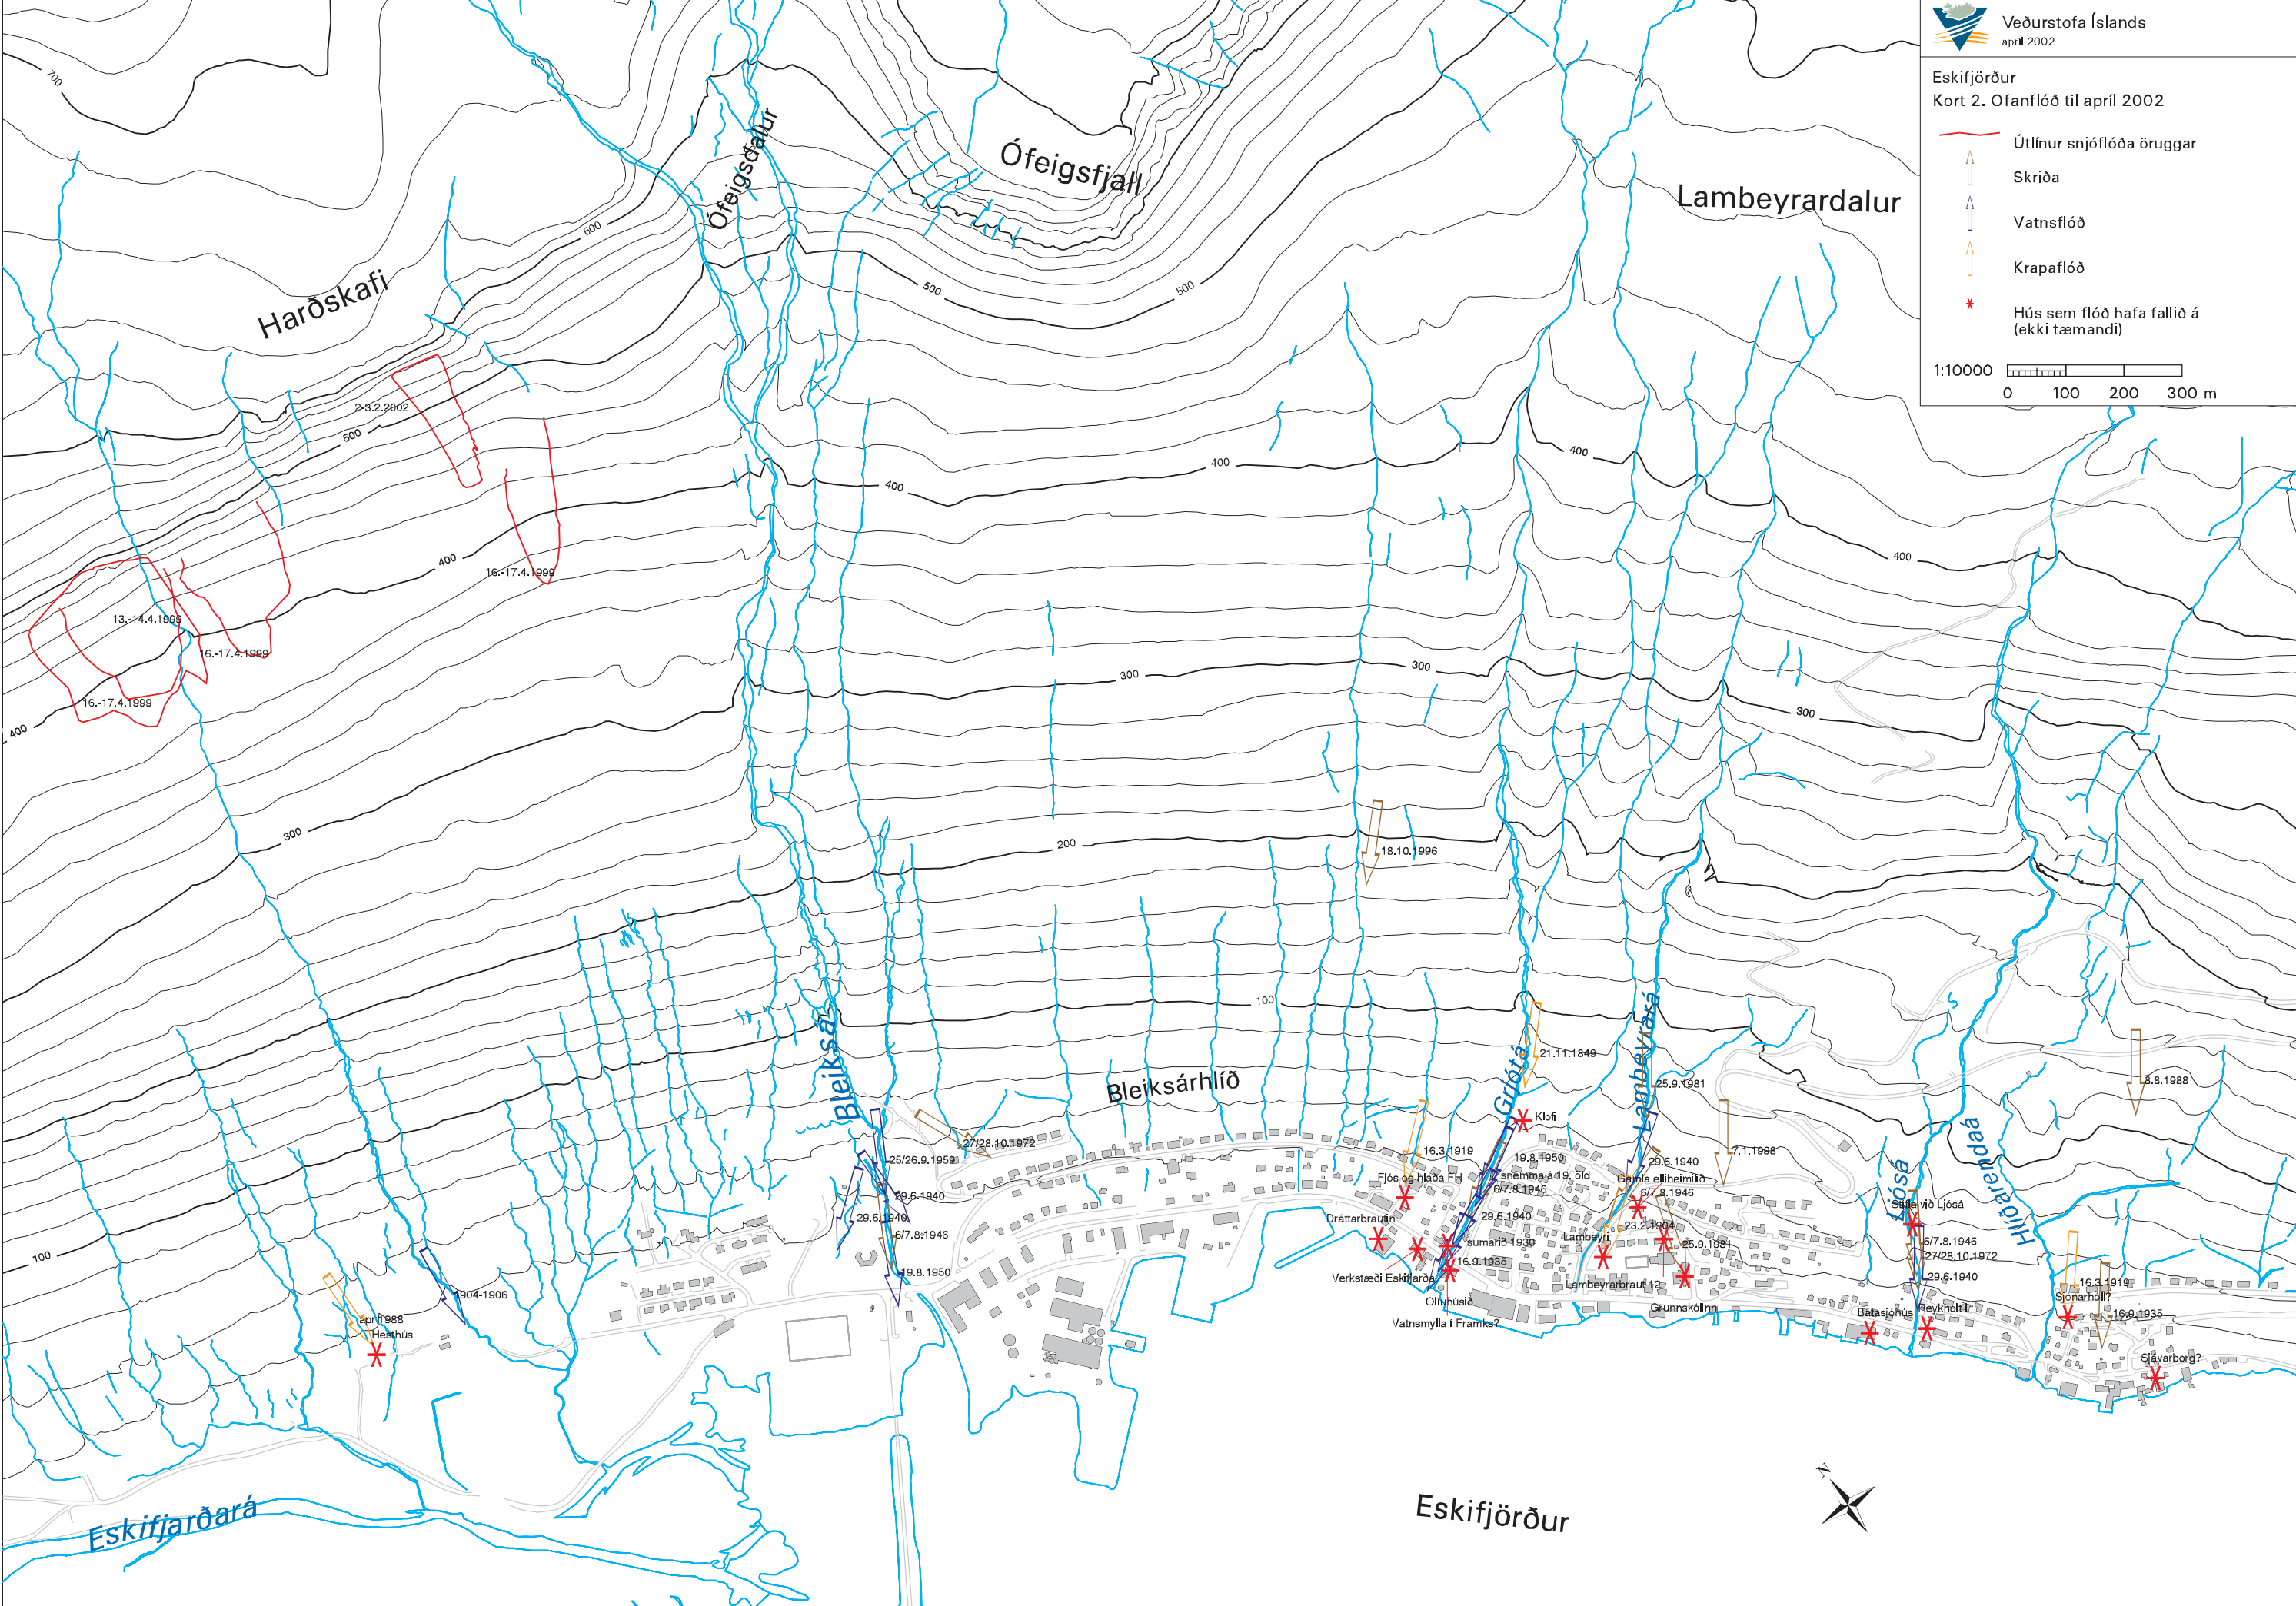 Veðurstofa Íslands
apríl 2002
Eskifjörður
Kort 2. Ofanflóð til apríl 2002
Útlínur snjóflóða öruggar
Skriða
Vatnsflóð
Krapaflóð
Hús sem flóð hafa fallið á
(ekki tæmandi)
1:10000
0 100 200 300 m
700
Ófeigsdalur
Ófeigsfjall
Lambeyrardalur
600
Harðskafi
500
500
2-3.2.2002
500
400
400
400
400
400
16.-17.4.1999
13.-14.4.1999
16.-17.4.1999
16.-17.4.1999
400
300
300
300
300
200
18.10.1996
100
Bleiksá
Bleiksárhlíð
Grjótá
Lambeyrará
21.11.1849
25.9.1981
8.8.1988
Klofi
27/28.10.1972
25/26.9.1959
16.3.1919
19.8.1950
29.6.1940
7.1.1998
Fjós og hlaða FH
snemma á 19. öld
Gamla elliheimilið
6/7.8.1946
6/7.8.1946
29.6.1940
29.6.1940
Ljósá
Stífla við Ljósá
Hlíðarendaá
Dráttarbrautin
29.6.1940
23.2.1904
6/7.8.1946
Lambeyri
sumarið 1930
25.9.1981
6/7.8.1946
27/28.10.1972
100
19.8.1950
16.9.1935
Verkstæði Eskifjarðar
29.6.1940
Lambeyrarbraut 12
16.3.1919
1904-1906
Olíuhúsið
Grunnskólinn
Bátasjóhús
Reykholt
Sjónarhóll?
16.9.1935
apr 1988
Hesthús
Vatnsmylla í Framks?
Sjávarborg?
N
Eskifjarðará
Eskifjörður